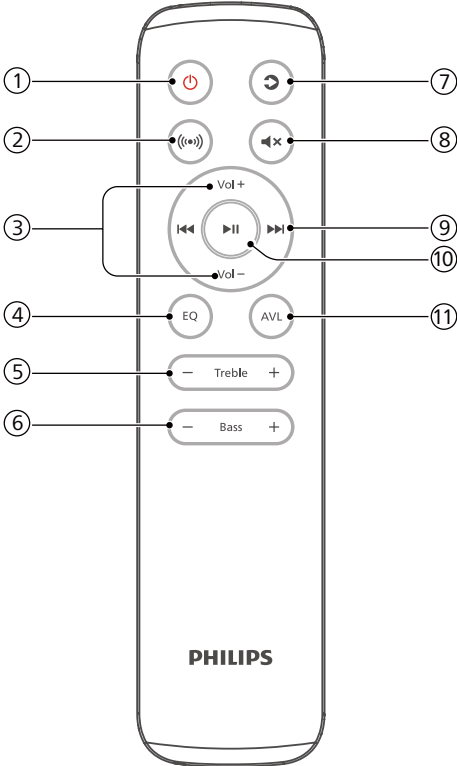 1
7
2
8
Vol +
3
9
10
Vol −
4
EQ
AVL
11
5
− Treble +
6
− Bass +
PHILIPS